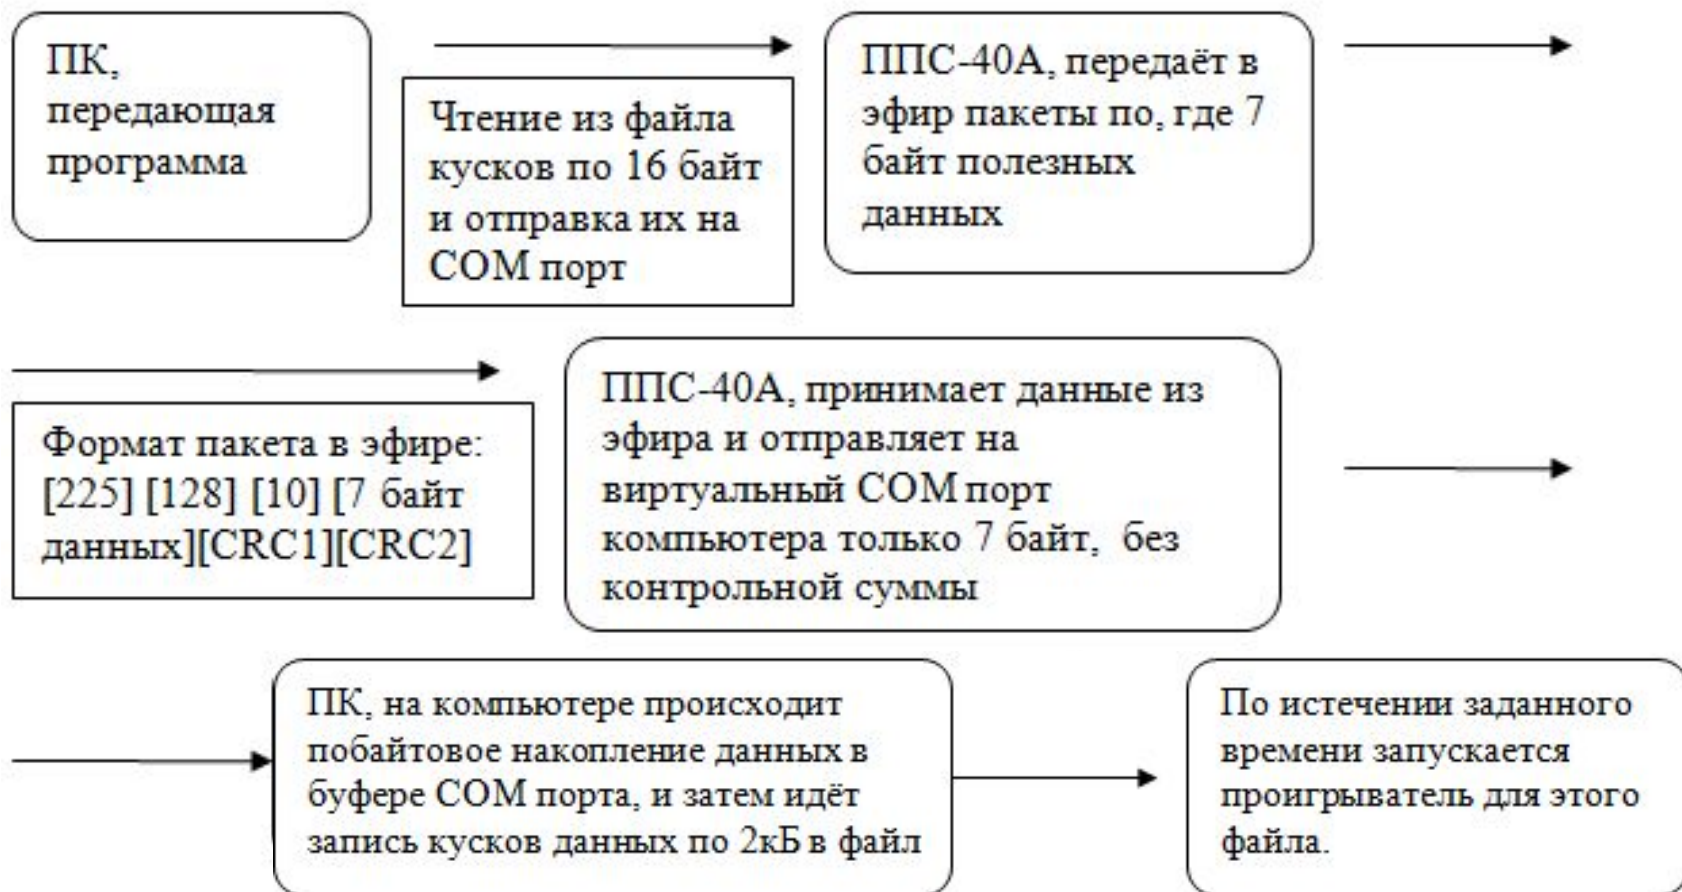 ПК,
передающая
программа
Чтение из файла
кусков по 16 байт
и отправка их на
COM порт
ППС-40А, передаёт в
эфир пакеты по, где 7
байт полезных
данных
Формат пакета в эфире:
[225] [128] [10] [7 байт
данных][CRC1][CRC2]
ППС-40А, принимает данные из
эфира и отправляет на
виртуальный COM порт
компьютера только 7 байт, без
контрольной суммы
ПК, на компьютере происходит
побайтовое накопление данных в
буфере COM порта, и затем идёт
запись кусков данных по 2кБ в файл
По истечении заданного
времени запускается
проигрыватель для этого
файла.